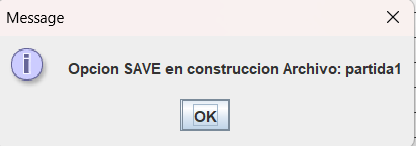 Message
Opcion SAVE en construccion Archivo: partida1
OK